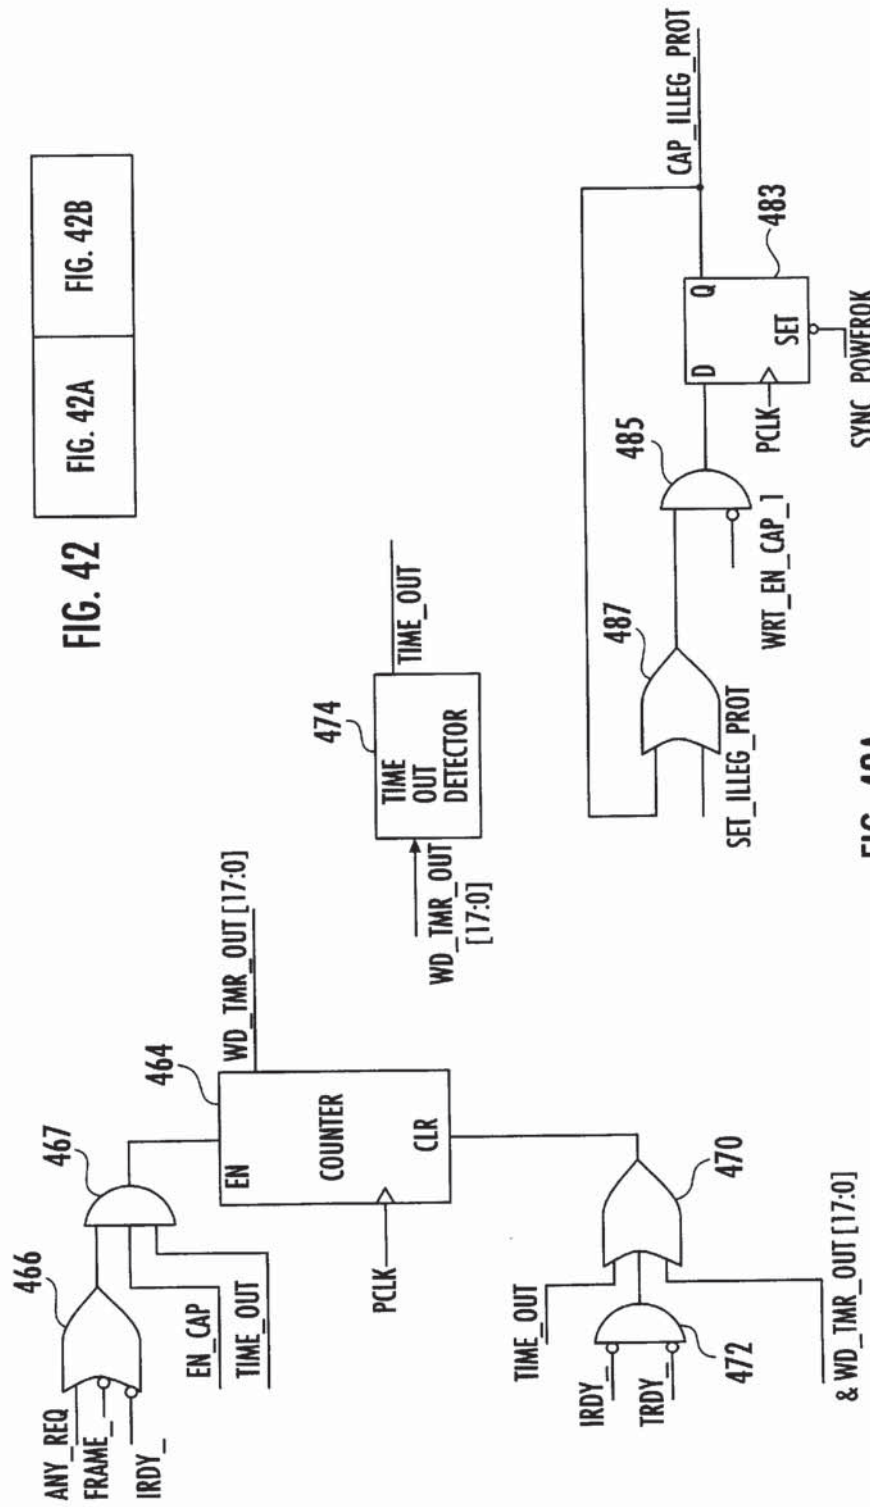 FIG. 42
FIG. 42A
FIG. 42B
466
467
464
ANY_REQ
FRAME_
IRDY_
EN_CAP
TIME_OUT
EN
COUNTER
CLR
PCLK
WD_TMR_OUT [17:0]
TIME_OUT
IRDY_
TRDY_
472
470
& WD_TMR_OUT [17:0]
474
TIME
OUT
DETECTOR
WD_TMR_OUT
[17:0]
TIME_OUT
487
SET_ILLEG_PROT
485
WRT_EN_CAP_1
D
Q
SET
PCLK
483
CAP_ILLEG_PROT
SYNC_POWEROK